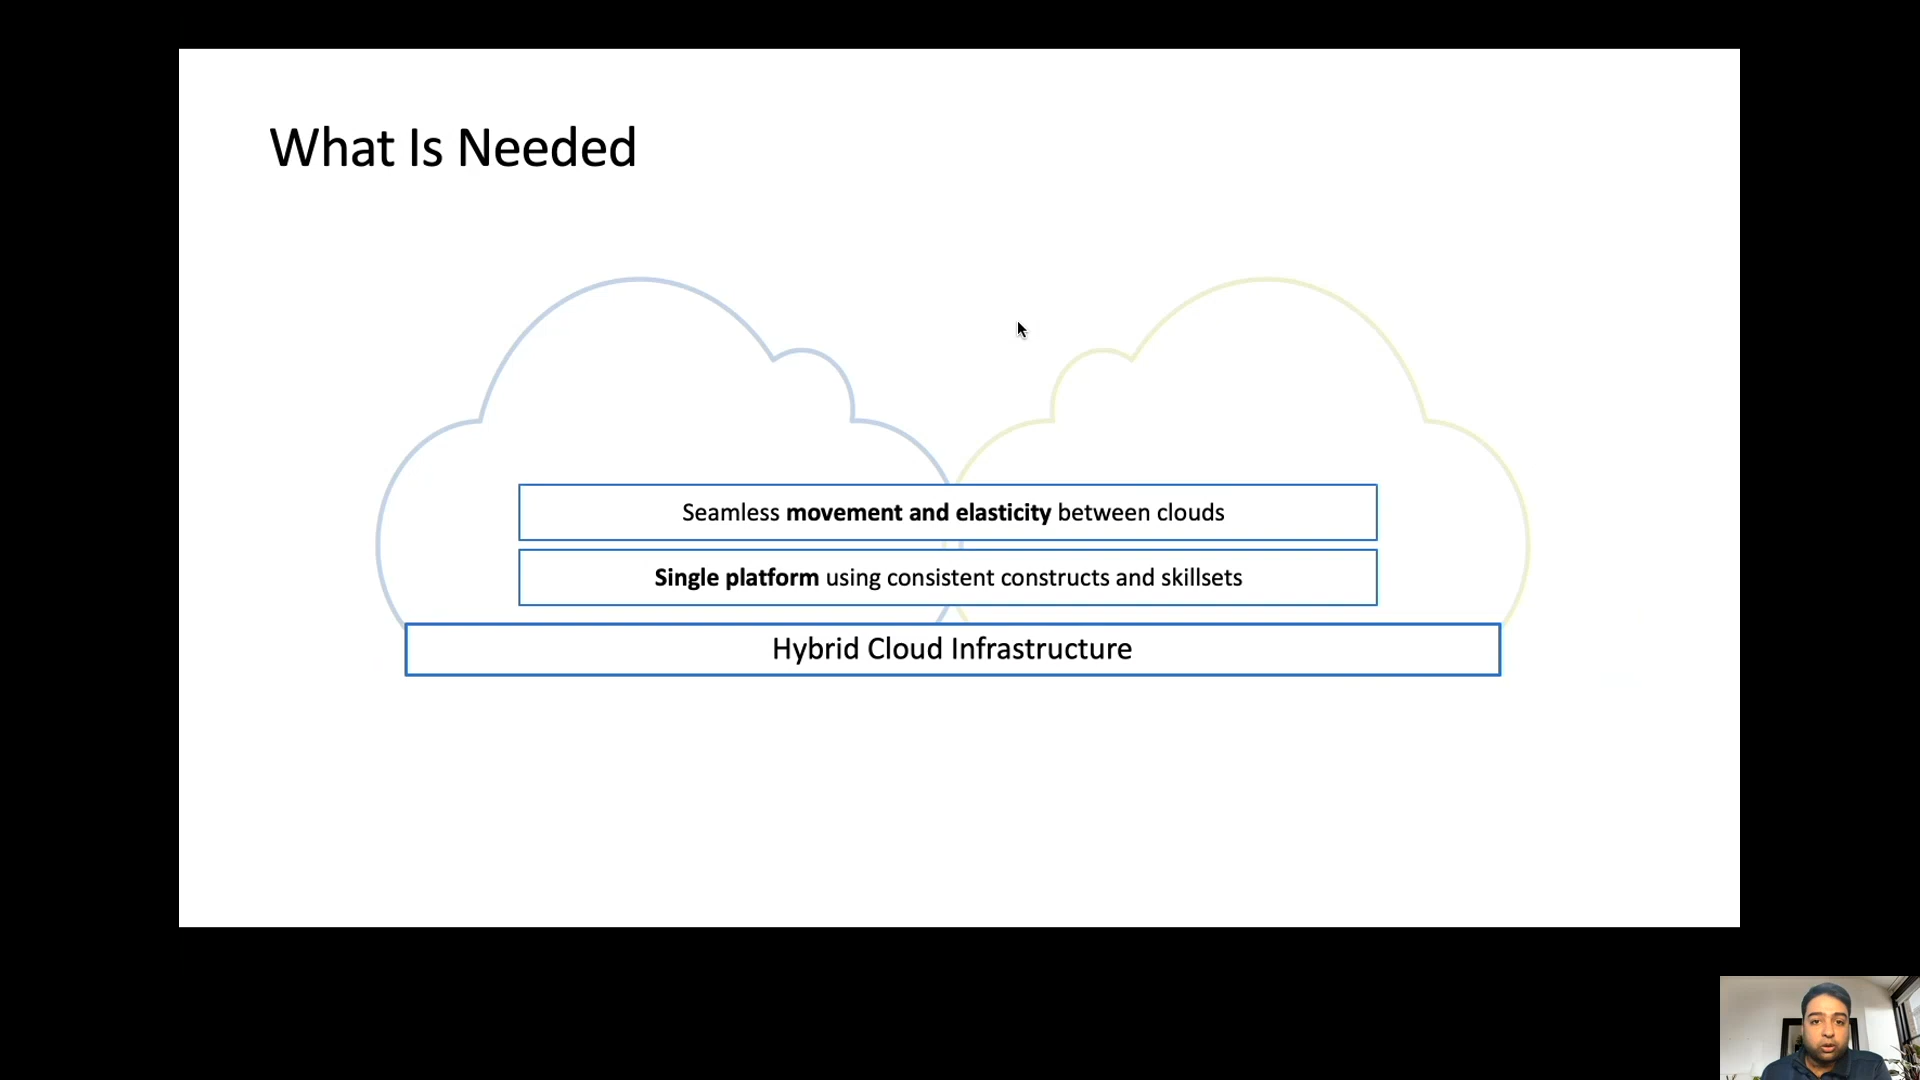 What Is Needed
Seamless movement and elasticity between clouds
Single platform using consistent constructs and skillsets
Hybrid Cloud Infrastructure